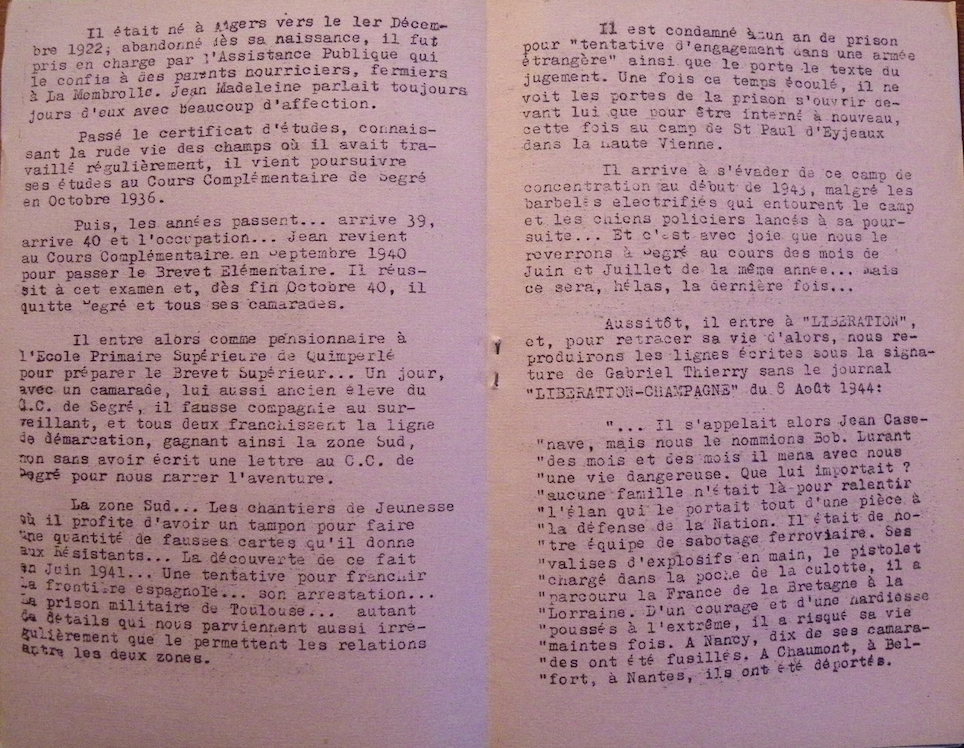 Il était né à Angers vers le 1er Décem-
bre 1922; abandonné dès sa naissance, il fut
pris en charge par l'Assistance Publique qui
le confia à des parents nourriciers, fermiers
à La Membrolle. Jean Madeleine parlait toujours
jours d'eux avec beaucoup d'affection.
Passé le certificat d'études, connais-
sant la rude vie des champs où il avait tra-
vaillé régulièrement, il vient poursuivre
ses études au Cours Complémentaire de Segré
en Octobre 1936.
Puis, les années passent... arrive 39,
arrive 40 et l'occupation... Jean revient
au Cours Complémentaire en Septembre 1940
pour passer le Brevet Elémentaire. Il réus-
sit à cet examen et, dès fin Octobre 40, il
quitte Segré et tous ses camarades.
Il entre alors comme pensionnaire à
l'Ecole Primaire Supérieure de Quimperlé
pour préparer le Brevet Supérieur... Un jour,
avec un camarade, lui aussi ancien élève du
C.C. de Segré, il fausse compagnie au sur-
veillant, et tous deux franchissent la ligne
de démarcation, gagnant ainsi la zone Sud,
non sans avoir écrit une lettre au C.C. de
Segré pour nous narrer l'aventure.
La zone Sud... Les chantiers de Jeunesse
où il profite d'avoir un tampon pour faire
une quantité de fausses cartes qu'il donne
aux Résistants... La découverte de ce fait
en Juin 1941... Une tentative pour franchir
la frontière espagnole... son arrestation...
la prison militaire de Toulouse... autant
de détails qui nous parviennent aussi irré-
gulièrement que le permettent les relations
entre les deux zones.
Il est condamné à un an de prison
pour "tentative d'engagement dans une armée
étrangère" ainsi que le porte le texte du
jugement. Une fois ce temps écoulé, il ne
voit les portes de la prison s'ouvrir de-
vant lui que pour être interné à nouveau,
cette fois au camp de St Paul d'Eyjeaux
dans la Haute Vienne.
Il arrive à s'évader de ce camp de
concentration au début de 1943, malgré les
barbelés electrifiés qui entourent le camp
et les chiens policiers lancés à sa pour-
suite... Et c'est avec joie que nous le
reverrons à Segré au cours des mois de
Juin et Juillet de la même année... Mais
ce sera, hélas, la dernière fois...
Aussitôt, il entre à "LIBERATION",
et, pour retracer sa vie d'alors, nous re-
produirons les lignes écrites sous la signa-
ture de Gabriel Thierry sans le journal
"LIBERATION-CHAMPAGNE" du 8 Août 1944:
"... Il s'appelait alors Jean Case-
"nave, mais nous le nommions Bob. Durant
"des mois et des mois il mena avec nous
"une vie dangereuse. Que lui importait ?
"aucune famille n'était là pour ralentir
"l'élan qui le portait tout d'une pièce à
"la défense de la Nation. Il était de no-
"tre équipe de sabotage ferroviaire. Ses
"valises d'explosifs en main, le pistolet
"chargé dans la poche de la culotte, il a
"parcouru la France de la Bretagne à la
"Lorraine. D'un courage et d'une hardiesse
"poussés à l'extrême, il a risqué sa vie
"maintes fois. A Nancy, dix de ses camara-
"des ont été fusillés. A Chaumont, à Bel-
"fort, à Nantes, ils ont été déportés.